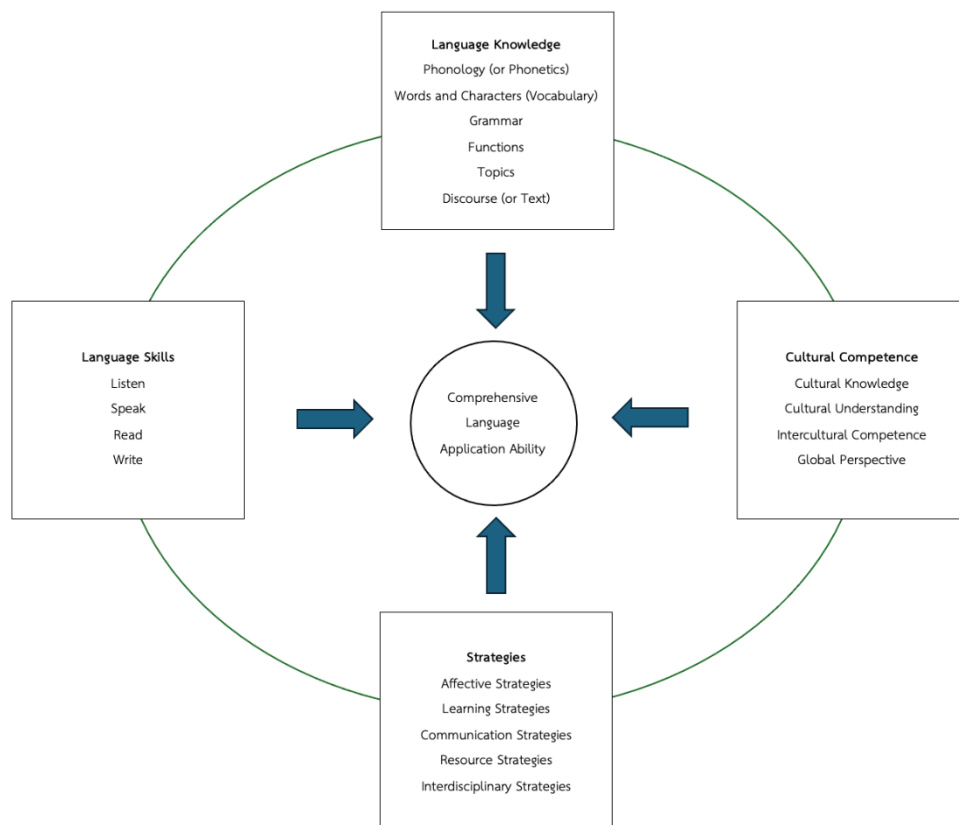 Language Knowledge
Phonology (or Phonetics)
Words and Characters (Vocabulary)
Grammar
Functions
Topics
Discourse (or Text)
Language Skills
Listen
Speak
Read
Write
Comprehensive
Language
Application Ability
Cultural Competence
Cultural Knowledge
Cultural Understanding
Intercultural Competence
Global Perspective
Strategies
Affective Strategies
Learning Strategies
Communication Strategies
Resource Strategies
Interdisciplinary Strategies